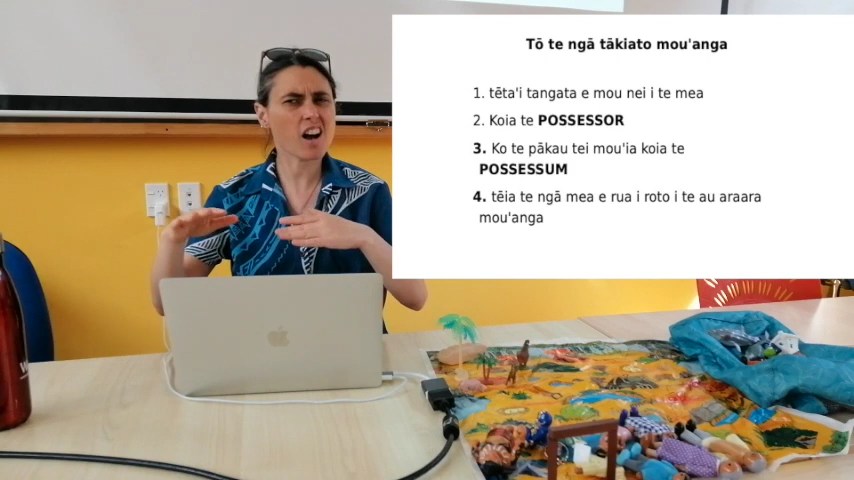 Tō te ngā tākiato mou'anga
1. tēta'i tangata e mou nei i te mea
2. Koia te POSSESSOR
3. Ko te pākau tei mou'ia koia te
POSSESSUM
4. tēia te ngā mea e rua i roto i te au araara
mou'anga